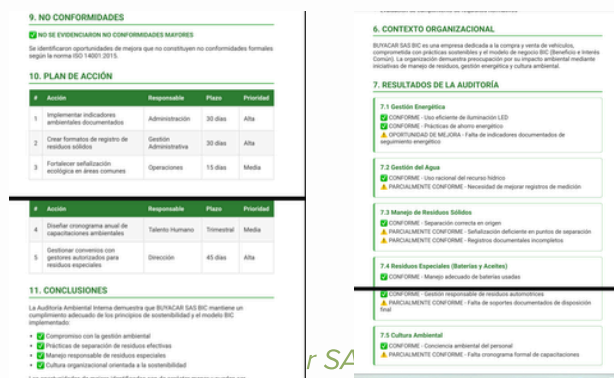 9. NO CONFORMIDADES
✅ NO SE EVIDENCIARON NO CONFORMIDADES MAYORES
Se identificaron oportunidades de mejora que no constituyen no conformidades formales
según la norma ISO 14001:2015.
10. PLAN DE ACCIÓN
# Acción Responsable Plazo Prioridad
1 Implementar indicadores ambientales documentados Administración 30 días Alta
2 Crear formatos de registro de residuos sólidos Gestión Administrativa 30 días Alta
3 Fortalecer señalización ecológica en áreas comunes Operaciones 15 días Media
# Acción Responsable Plazo Prioridad
4 Diseñar cronograma anual de capacitaciones ambientales Talento Humano Trimestral Media
5 Gestionar convenios con gestores autorizados para residuos especiales Dirección 45 días Alta
11. CONCLUSIONES
La Auditoría Ambiental Interna demuestra que BUYACAR SAS BIC mantiene un
cumplimiento adecuado de los principios de sostenibilidad y el modelo BIC
implementado:
• ✅ Compromiso con la gestión ambiental
• ✅ Prácticas de separación de residuos efectivas
• ✅ Manejo responsable de residuos especiales
• ✅ Cultura organizacional orientada a la sostenibilidad
r SA
6. CONTEXTO ORGANIZACIONAL
BUYACAR SAS BIC es una empresa dedicada a la compra y venta de vehículos,
comprometida con prácticas sostenibles y el modelo de negocio BIC (Beneficio e Interés
Común). La organización demuestra preocupación por su impacto ambiental mediante
iniciativas de manejo de residuos, gestión energética y cultura ambiental.
7. RESULTADOS DE LA AUDITORÍA
7.1 Gestión Energética
✅ CONFORME - Uso eficiente de iluminación LED
✅ CONFORME - Prácticas de ahorro energético
⚠️ OPORTUNIDAD DE MEJORA - Falta de indicadores documentados de
seguimiento energético
7.2 Gestión del Agua
✅ CONFORME - Uso racional del recurso hídrico
⚠️ PARCIALMENTE CONFORME - Necesidad de mejorar registros de medición
7.3 Manejo de Residuos Sólidos
✅ CONFORME - Separación correcta en origen
⚠️ PARCIALMENTE CONFORME - Señalización deficiente en puntos de separación
⚠️ PARCIALMENTE CONFORME - Registros documentales incompletos
7.4 Residuos Especiales (Baterías y Aceites)
✅ CONFORME - Manejo adecuado de baterías usadas
✅ CONFORME - Gestión responsable de residuos automotrices
⚠️ PARCIALMENTE CONFORME - Falta de soportes documentados de disposición
final
7.5 Cultura Ambiental
✅ CONFORME - Conciencia ambiental del personal
⚠️ PARCIALMENTE CONFORME - Falta cronograma formal de capacitaciones